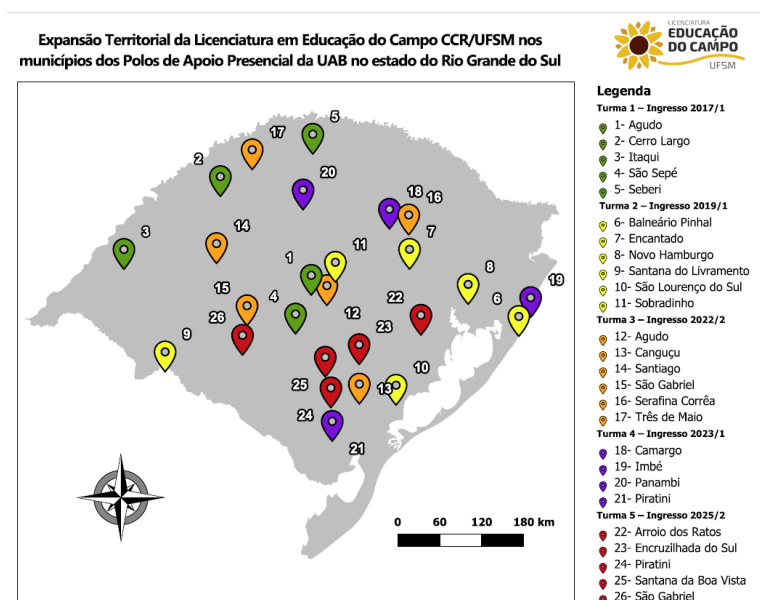 Expansão Territorial da Licenciatura em Educação do Campo CCR/UFSM nos
municípios dos Polos de Apoio Presencial da UAB no estado do Rio Grande do Sul
LICENCIATURA
EDUCAÇÃO
DO CAMPO
UFSM
5
17
2
20
18
16
3
14
7
11
1
8
19
15
4
22
6
26
12
23
9
10
25
13
24
21
0 60 120 180 km
Legenda
Turma 1 – Ingresso 2017/1
1- Agudo
2- Cerro Largo
3- Itaqui
4- São Sepé
5- Seberi
Turma 2 – Ingresso 2019/1
6- Balneário Pinhal
7- Encantado
8- Novo Hamburgo
9- Santana do Livramento
10- São Lourenço do Sul
11- Sobradinho
Turma 3 – Ingresso 2022/2
12- Agudo
13- Canguçu
14- Santiago
15- São Gabriel
16- Serafina Corrêa
17- Três de Maio
Turma 4 – Ingresso 2023/1
18- Camargo
19- Imbé
20- Panambi
21- Piratini
Turma 5 – Ingresso 2025/2
22- Arroio dos Ratos
23- Encruzilhada do Sul
24- Piratini
25- Santana da Boa Vista
26- São Gabriel